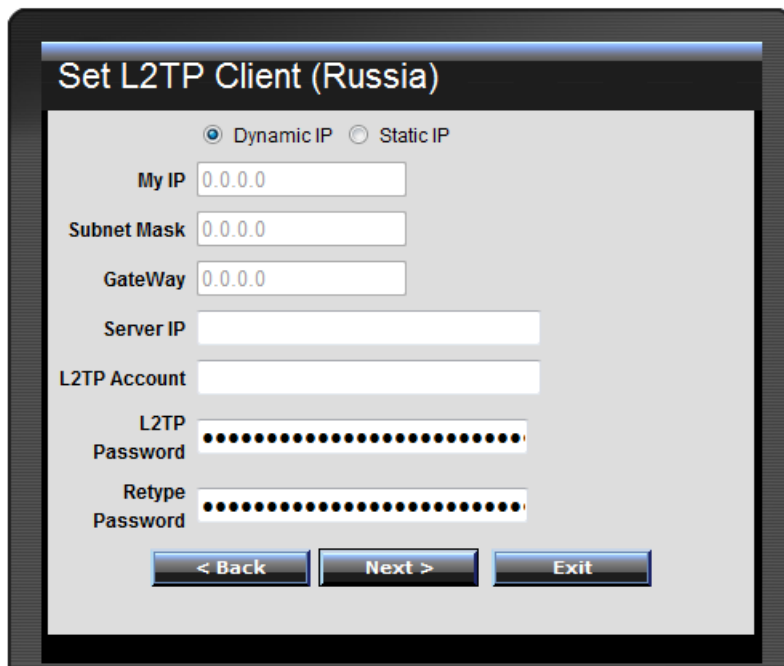 Set L2TP Client (Russia)
Dynamic IP Static IP
My IP 0.0.0.0
Subnet Mask 0.0.0.0
GateWay 0.0.0.0
Server IP
L2TP Account
L2TP
Password
Retype
Password
< Back Next > Exit